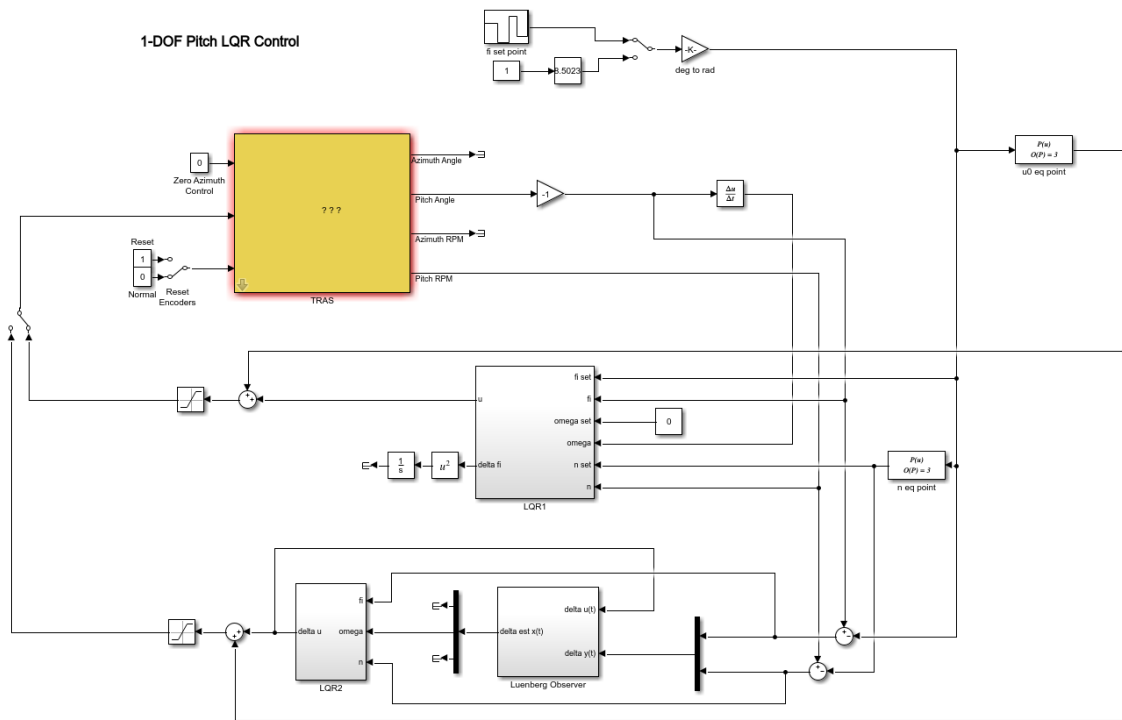 1-DOF Pitch LQR Control
fi set point
-K-
deg to rad
1
8.5023
P(u)
O(P) = 3
u0 eq point
0
Zero Azimuth
Control
Azimuth Angle
Pitch Angle
Azimuth RPM
Pitch RPM
? ? ?
TRAS
-1
Δu
Δt
Reset
1
0
Normal
Reset
Encoders
+
+
u
delta fi
fi set
fi
omega set
omega
n set
n
LQR1
0
1
s
u²
P(u)
O(P) = 3
n eq point
+
+
delta u
fi
omega
n
LQR2
delta est x(t)
delta u(t)
delta y(t)
Luenberg Observer
+
−
+
−